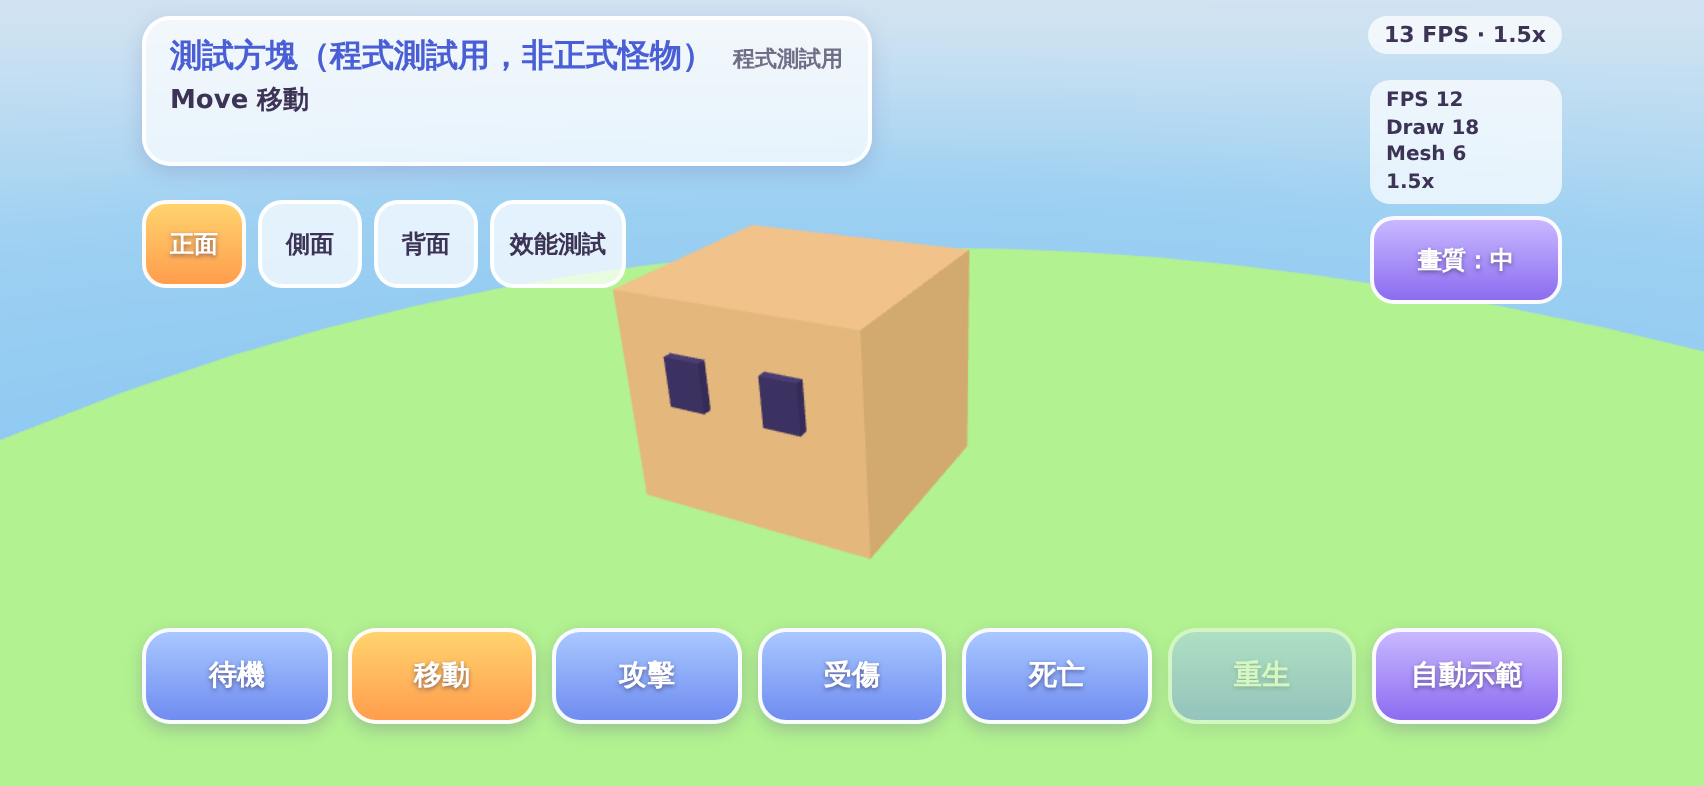 測試方塊（程式測試用，非正式怪物） 程式測試用
Move 移動
13 FPS · 1.5x
FPS 12
Draw 18
Mesh 6
1.5x
正面 側面 背面 效能測試
畫質：中
待機 移動 攻擊 受傷 死亡 重生 自動示範